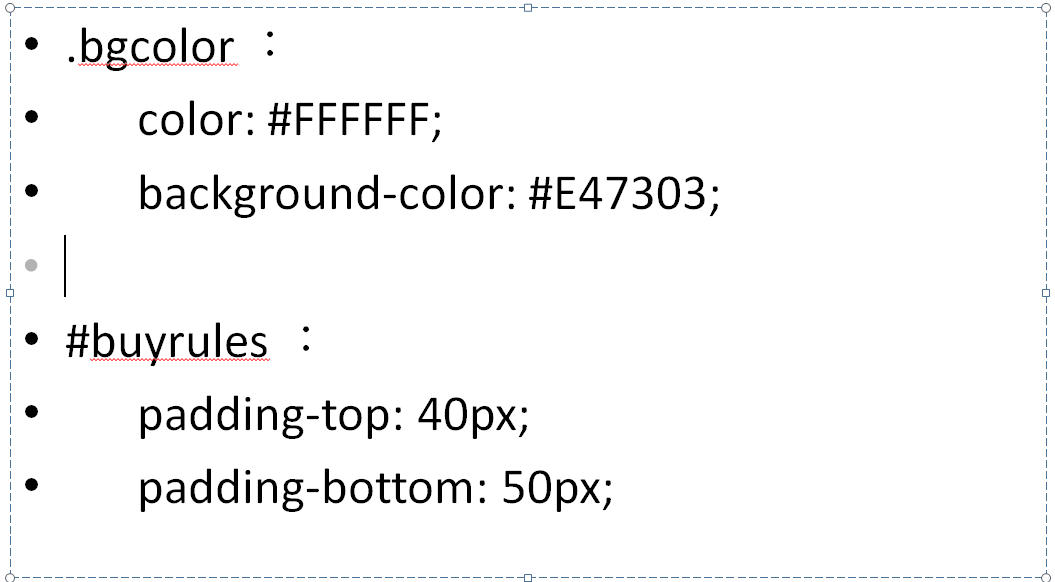 • .bgcolor ：
• color: #FFFFFF;
• background-color: #E47303;
•
• #buyrules ：
• padding-top: 40px;
• padding-bottom: 50px;